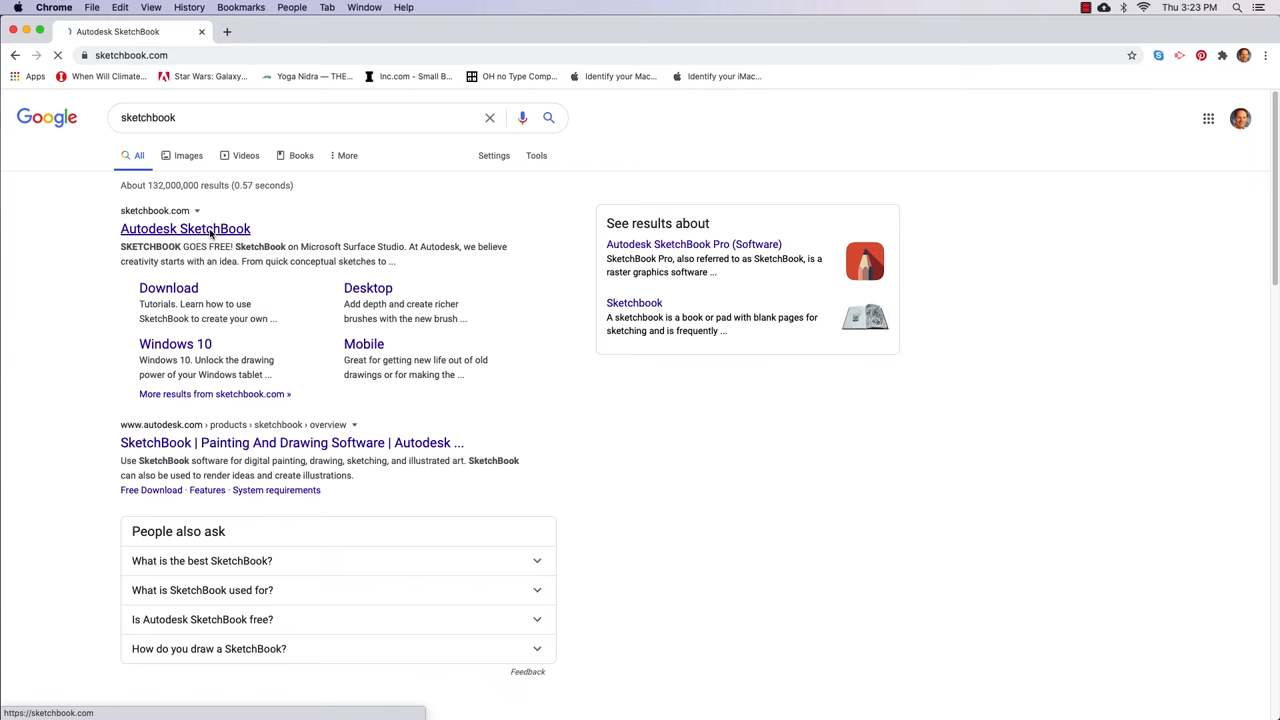 Chrome File Edit View History Bookmarks People Tab Window Help Thu 3:23 PM
Autodesk SketchBook
sketchbook.com
Apps When Will Climate... Star Wars: Galaxy... Yoga Nidra — THE... Inc.com - Small B... OH no Type Comp... Identify your Mac... Identify your iMac...
Google sketchbook
All Images Videos Books More Settings Tools
About 132,000,000 results (0.57 seconds)
sketchbook.com
Autodesk SketchBook
SKETCHBOOK GOES FREE! SketchBook on Microsoft Surface Studio. At Autodesk, we believe
creativity starts with an idea. From quick conceptual sketches to ...
Download
Tutorials. Learn how to use
SketchBook to create your own ...
Desktop
Add depth and create richer
brushes with the new brush ...
Windows 10
Windows 10. Unlock the drawing
power of your Windows tablet ...
Mobile
Great for getting new life out of old
drawings or for making the ...
More results from sketchbook.com »
www.autodesk.com › products › sketchbook › overview
SketchBook | Painting And Drawing Software | Autodesk ...
Use SketchBook software for digital painting, drawing, sketching, and illustrated art. SketchBook
can also be used to render ideas and create illustrations.
Free Download · Features · System requirements
People also ask
What is the best SketchBook?
What is SketchBook used for?
Is Autodesk SketchBook free?
How do you draw a SketchBook?
Feedback
See results about
Autodesk SketchBook Pro (Software)
SketchBook Pro, also referred to as SketchBook, is a
raster graphics software ...
Sketchbook
A sketchbook is a book or pad with blank pages for
sketching and is frequently ...
https://sketchbook.com